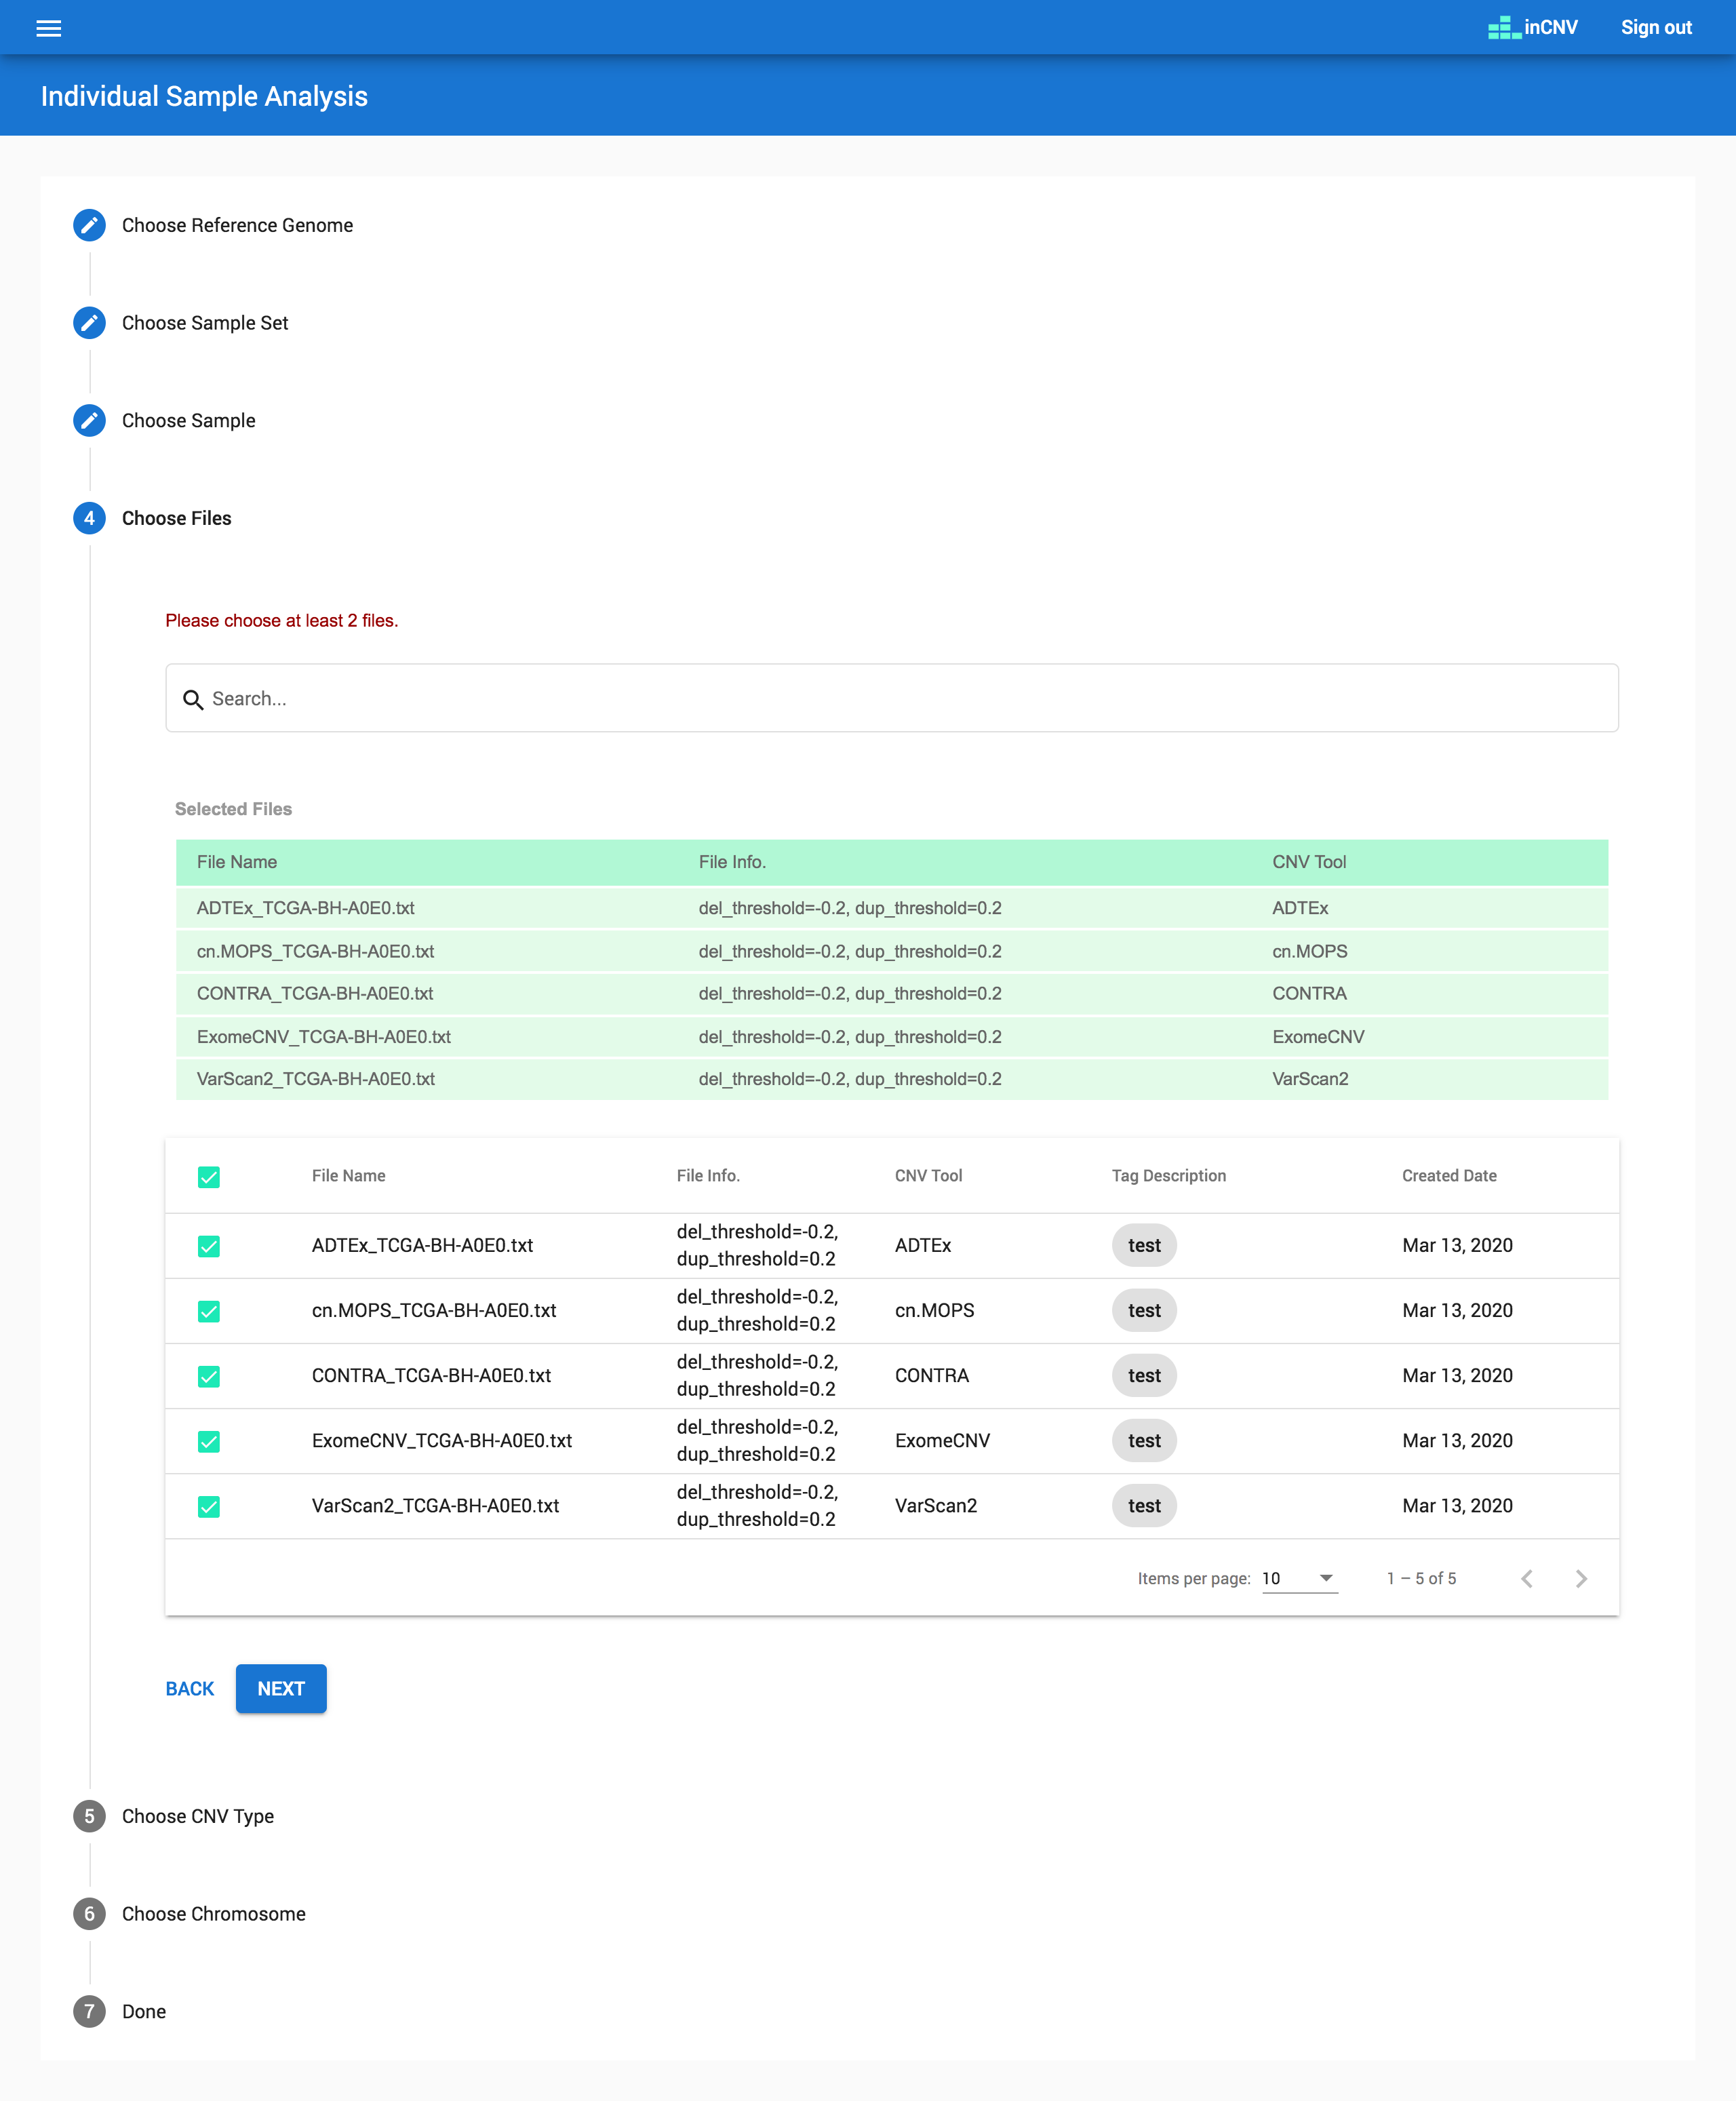 inCNV Sign out
Individual Sample Analysis
Choose Reference Genome
Choose Sample Set
Choose Sample
4 Choose Files
Please choose at least 2 files.
Search...
Selected Files
File Name File Info. CNV Tool
ADTEx_TCGA-BH-A0E0.txt del_threshold=-0.2, dup_threshold=0.2 ADTEx
cn.MOPS_TCGA-BH-A0E0.txt del_threshold=-0.2, dup_threshold=0.2 cn.MOPS
CONTRA_TCGA-BH-A0E0.txt del_threshold=-0.2, dup_threshold=0.2 CONTRA
ExomeCNV_TCGA-BH-A0E0.txt del_threshold=-0.2, dup_threshold=0.2 ExomeCNV
VarScan2_TCGA-BH-A0E0.txt del_threshold=-0.2, dup_threshold=0.2 VarScan2
File Name File Info. CNV Tool Tag Description Created Date
ADTEx_TCGA-BH-A0E0.txt del_threshold=-0.2, dup_threshold=0.2 ADTEx test Mar 13, 2020
cn.MOPS_TCGA-BH-A0E0.txt del_threshold=-0.2, dup_threshold=0.2 cn.MOPS test Mar 13, 2020
CONTRA_TCGA-BH-A0E0.txt del_threshold=-0.2, dup_threshold=0.2 CONTRA test Mar 13, 2020
ExomeCNV_TCGA-BH-A0E0.txt del_threshold=-0.2, dup_threshold=0.2 ExomeCNV test Mar 13, 2020
VarScan2_TCGA-BH-A0E0.txt del_threshold=-0.2, dup_threshold=0.2 VarScan2 test Mar 13, 2020
Items per page: 10 1 – 5 of 5
BACK NEXT
5 Choose CNV Type
6 Choose Chromosome
7 Done